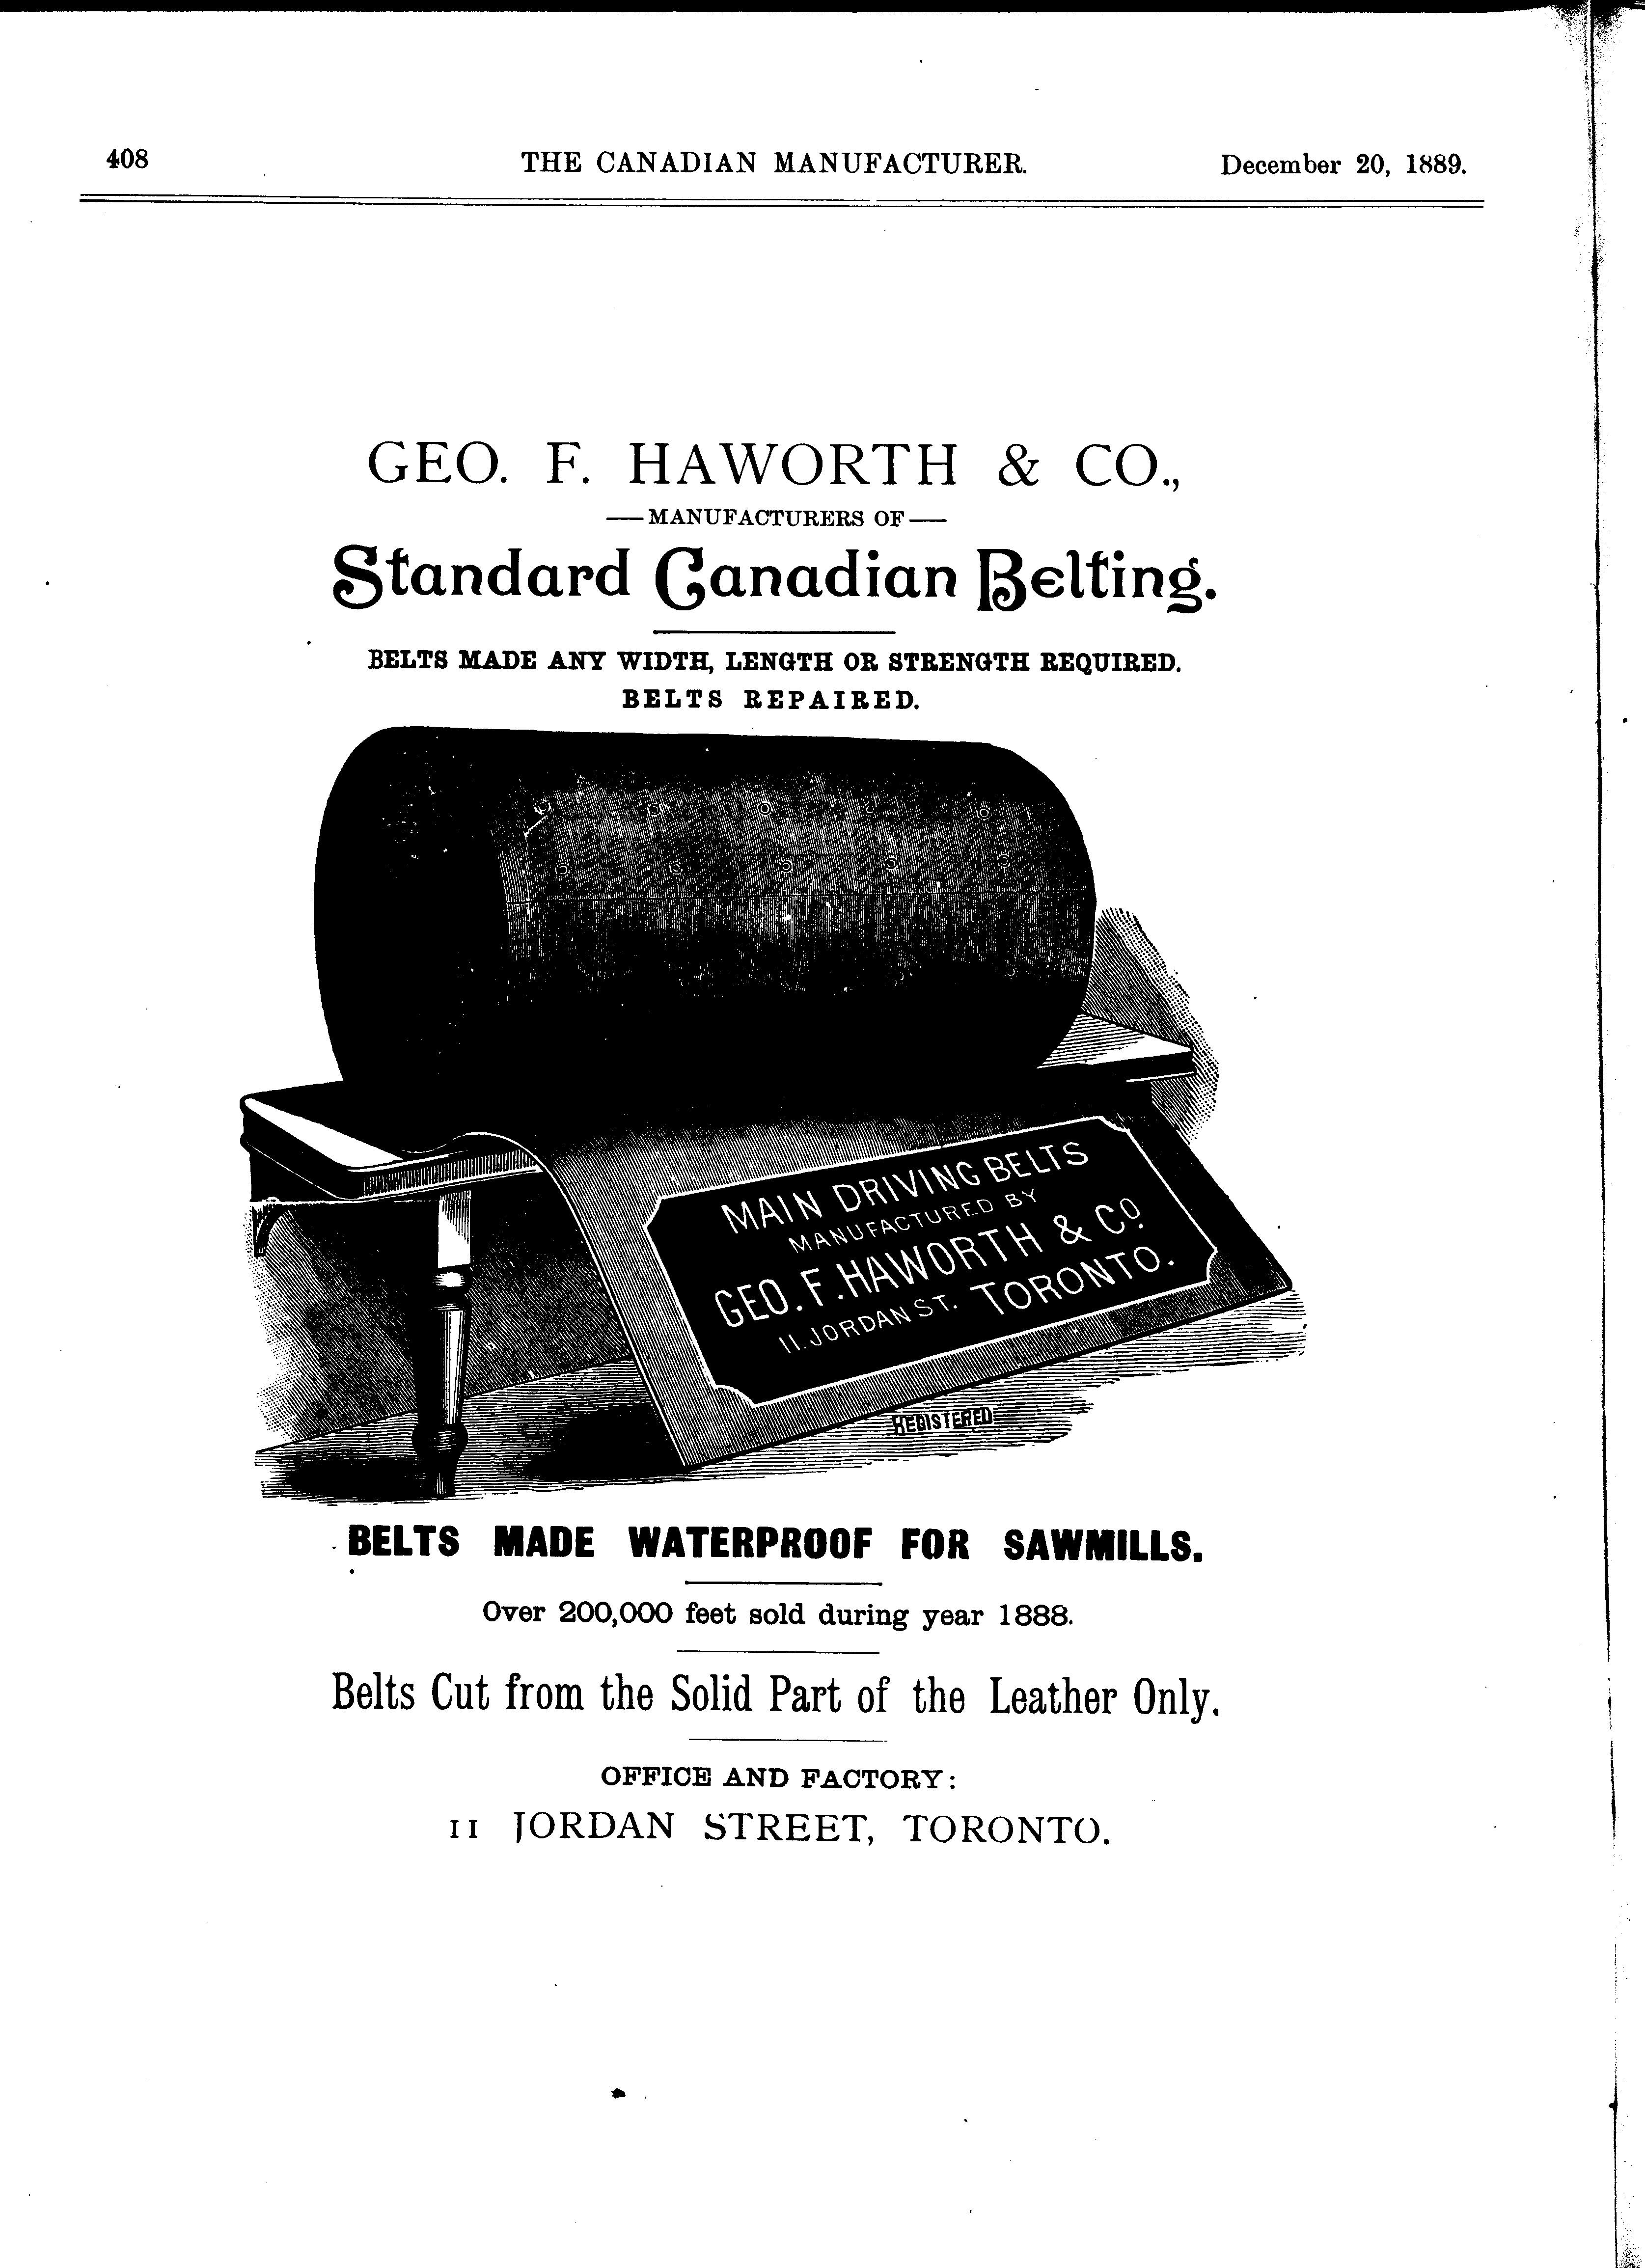 408
THE CANADIAN MANUFACTURER.
December 20, 1889.
GEO. F. HAWORTH & CO.,
—MANUFACTURERS OF—
Standard Canadian Belting.
BELTS MADE ANY WIDTH, LENGTH OR STRENGTH REQUIRED.
BELTS REPAIRED.
MAIN DRIVING BELTS
MANUFACTURED BY
GEO. F. HAWORTH & Co.
11. JORDAN ST. TORONTO.
REGISTERED
BELTS MADE WATERPROOF FOR SAWMILLS.
Over 200,000 feet sold during year 1888.
Belts Cut from the Solid Part of the Leather Only.
OFFICE AND FACTORY:
11 JORDAN STREET, TORONTO.